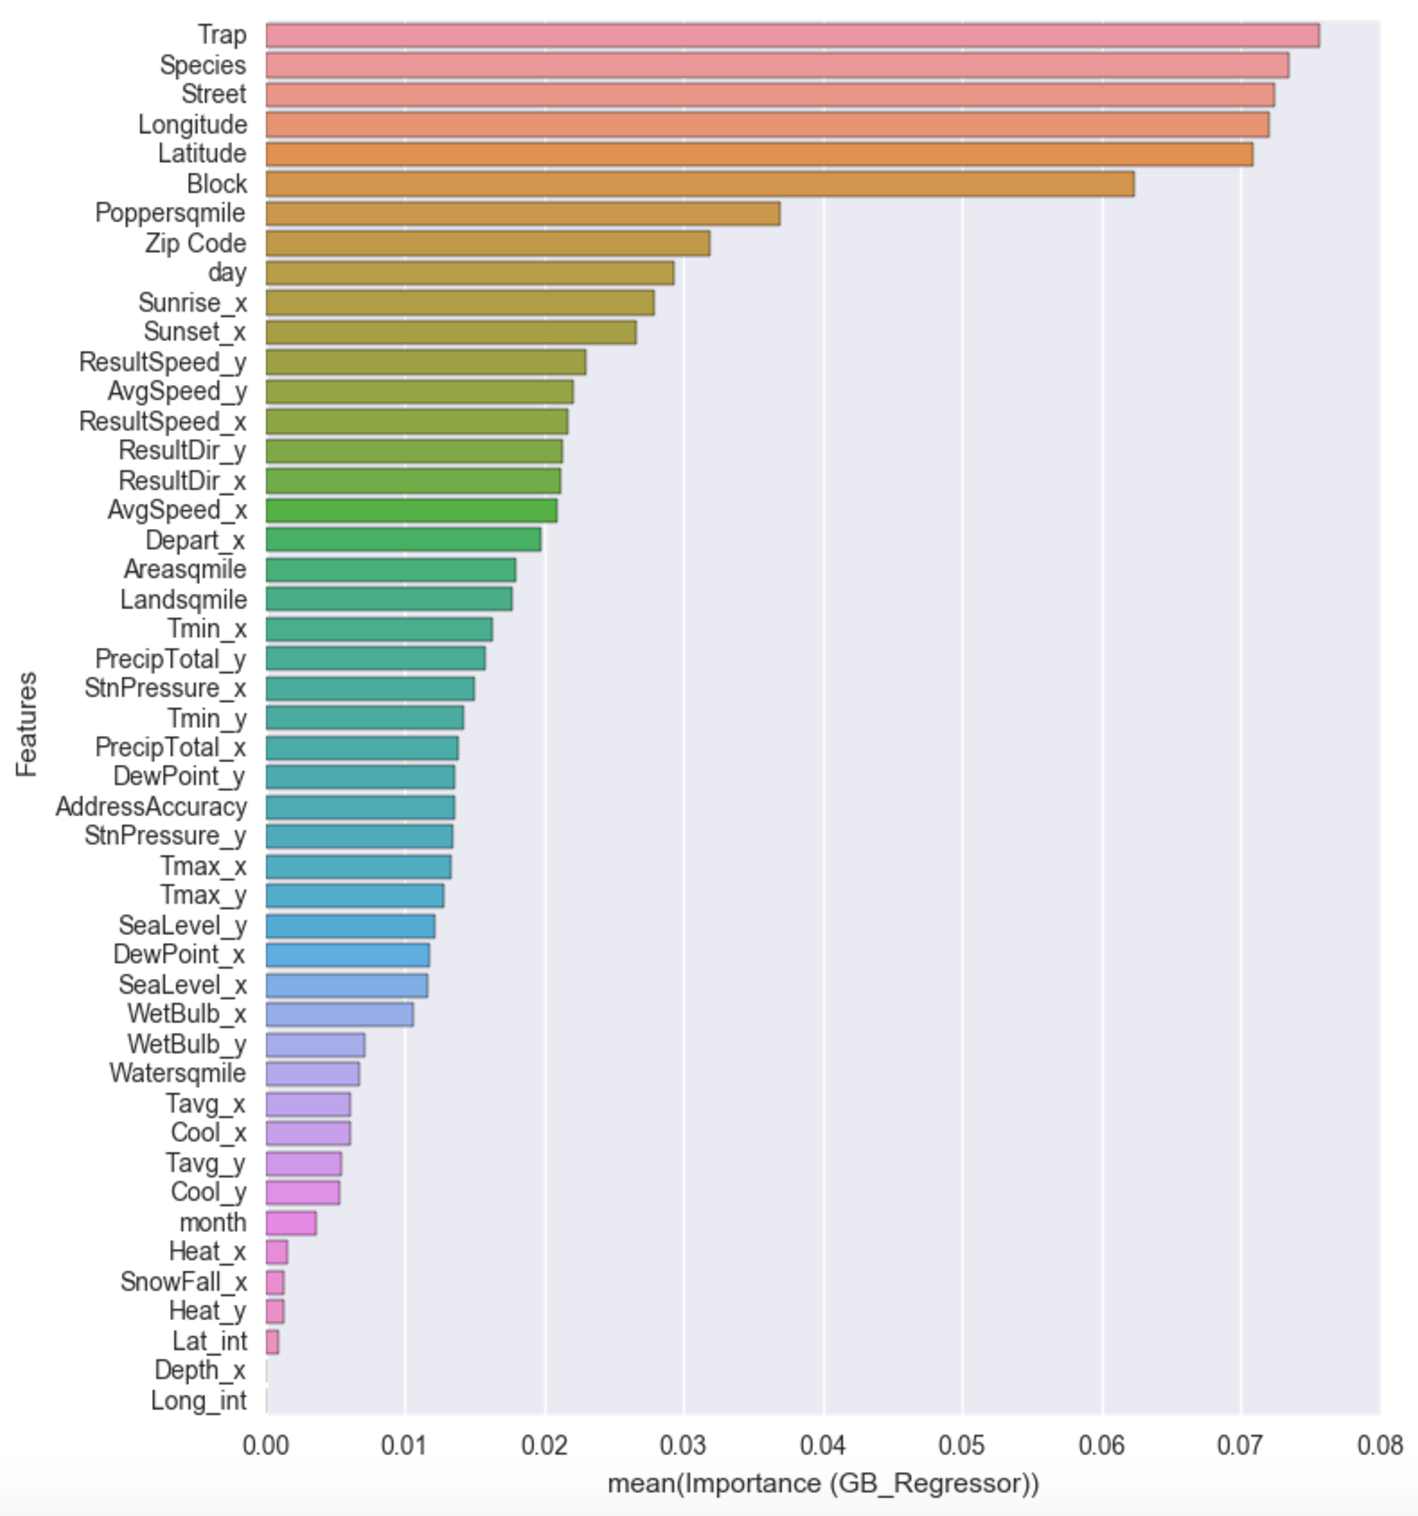 Trap
Species
Street
Longitude
Latitude
Block
Poppersqmile
Zip Code
day
Sunrise_x
Sunset_x
ResultSpeed_y
AvgSpeed_y
ResultSpeed_x
ResultDir_y
ResultDir_x
AvgSpeed_x
Depart_x
Areasqmile
Landsqmile
Tmin_x
PrecipTotal_y
StnPressure_x
Tmin_y
PrecipTotal_x
DewPoint_y
AddressAccuracy
StnPressure_y
Tmax_x
Tmax_y
SeaLevel_y
DewPoint_x
SeaLevel_x
WetBulb_x
WetBulb_y
Watersqmile
Tavg_x
Cool_x
Tavg_y
Cool_y
month
Heat_x
SnowFall_x
Heat_y
Lat_int
Depth_x
Long_int
Features
0.00 0.01 0.02 0.03 0.04 0.05 0.06 0.07 0.08
mean(Importance (GB_Regressor))